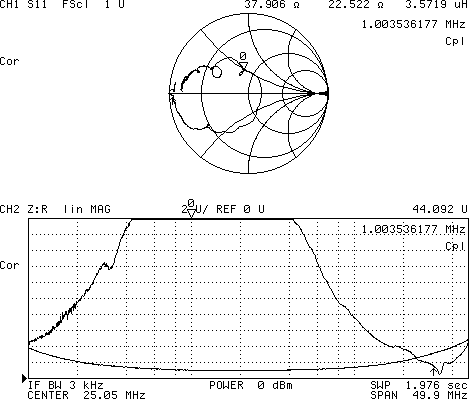 CH1 S11 FScl 1 U 37.906 Ω 22.522 Ω 3.5719 uH
1.003536177 MHz
Cpl
Cor
0
CH2 Z:R lin MAG 20 U/ REF 0 U 44.092 U
0
1.003536177 MHz
Cpl
Cor
IF BW 3 kHz POWER 0 dBm SWP 1.976 sec
CENTER 25.05 MHz SPAN 49.9 MHz